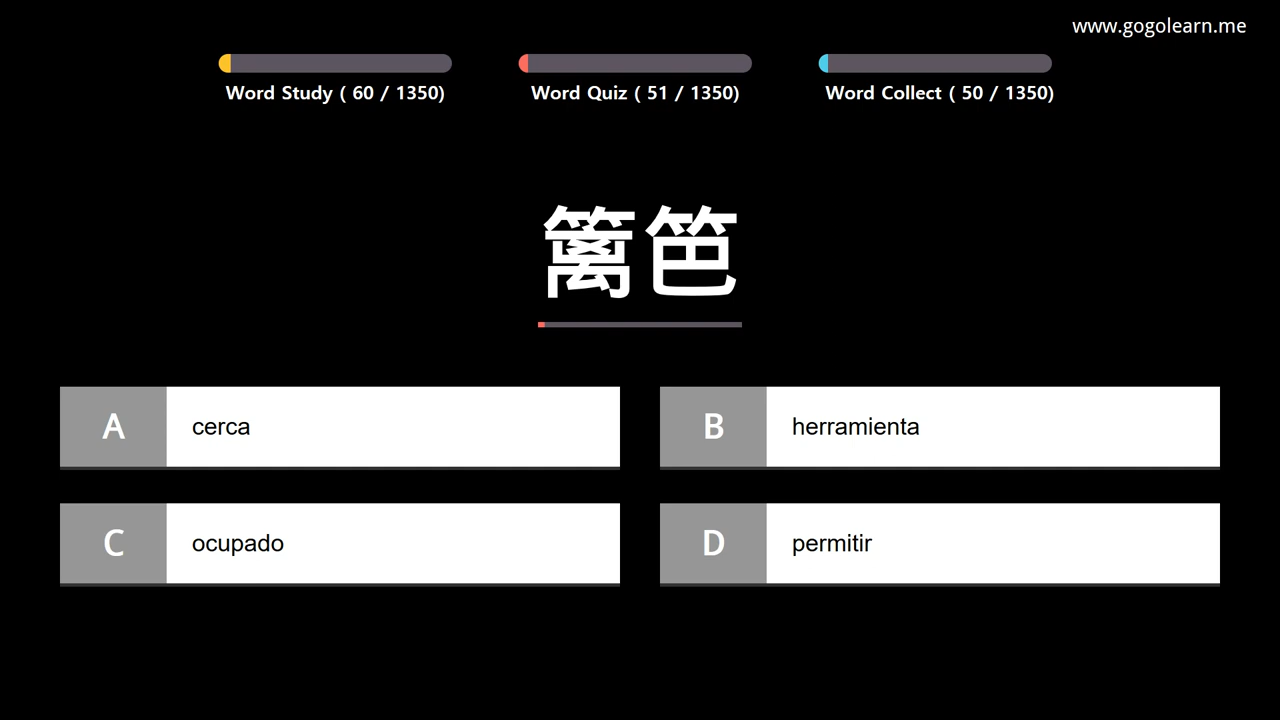 www.gogolearn.me
Word Study ( 60 / 1350)
Word Quiz ( 51 / 1350)
Word Collect ( 50 / 1350)
篱笆
A cerca
B herramienta
C ocupado
D permitir